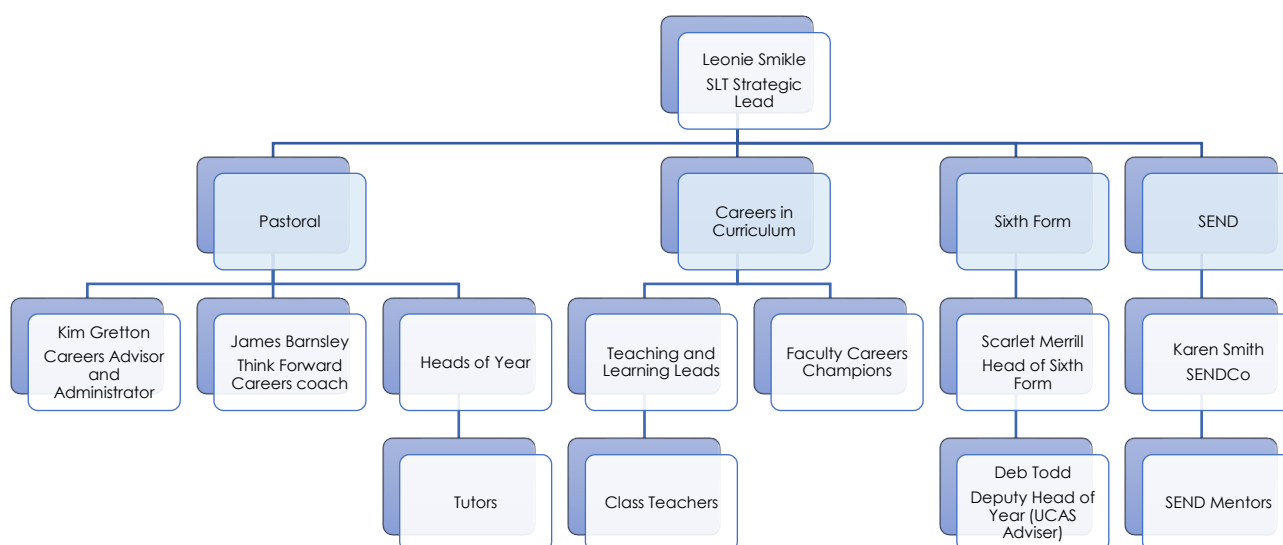 Leonie Smikle
SLT Strategic
Lead
Pastoral
Careers in
Curriculum
Sixth Form
SEND
Kim Gretton
Careers Advisor
and
Administrator
James Barnsley
Think Forward
Careers coach
Heads of Year
Teaching and
Learning Leads
Faculty Careers
Champions
Scarlet Merrill
Head of Sixth
Form
Karen Smith
SENDCo
Tutors
Class Teachers
Deb Todd
Deputy Head of
Year (UCAS
Adviser)
SEND Mentors